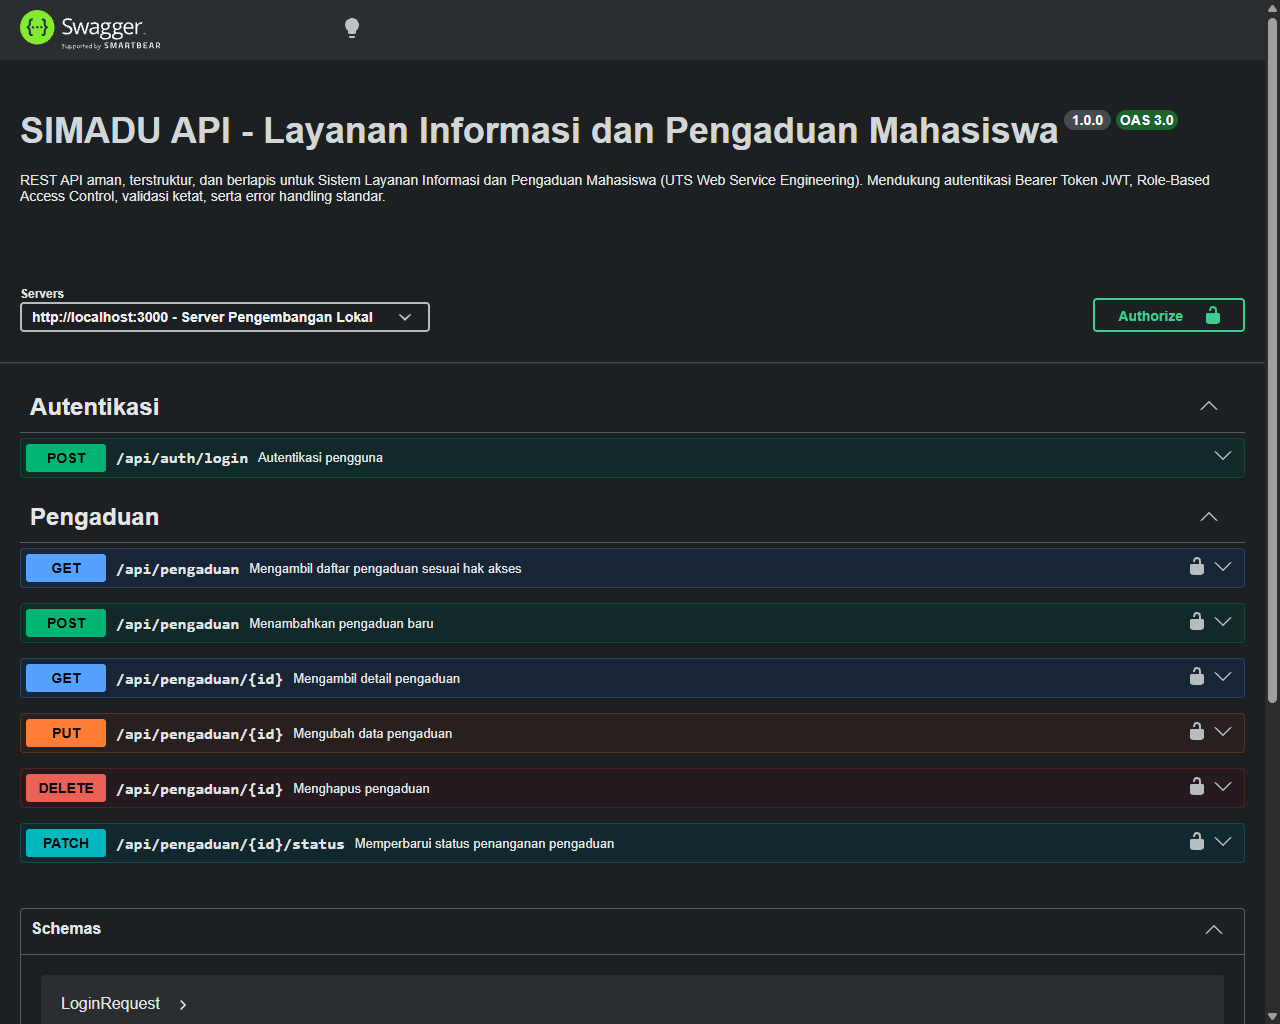 Swagger
Supported by SMARTBEAR
SIMADU API - Layanan Informasi dan Pengaduan Mahasiswa 1.0.0 OAS 3.0
REST API aman, terstruktur, dan berlapis untuk Sistem Layanan Informasi dan Pengaduan Mahasiswa (UTS Web Service Engineering). Mendukung autentikasi Bearer Token JWT, Role-Based
Access Control, validasi ketat, serta error handling standar.
Servers
http://localhost:3000 - Server Pengembangan Lokal
Authorize
Autentikasi
POST /api/auth/login Autentikasi pengguna
Pengaduan
GET /api/pengaduan Mengambil daftar pengaduan sesuai hak akses
POST /api/pengaduan Menambahkan pengaduan baru
GET /api/pengaduan/{id} Mengambil detail pengaduan
PUT /api/pengaduan/{id} Mengubah data pengaduan
DELETE /api/pengaduan/{id} Menghapus pengaduan
PATCH /api/pengaduan/{id}/status Memperbarui status penanganan pengaduan
Schemas
LoginRequest